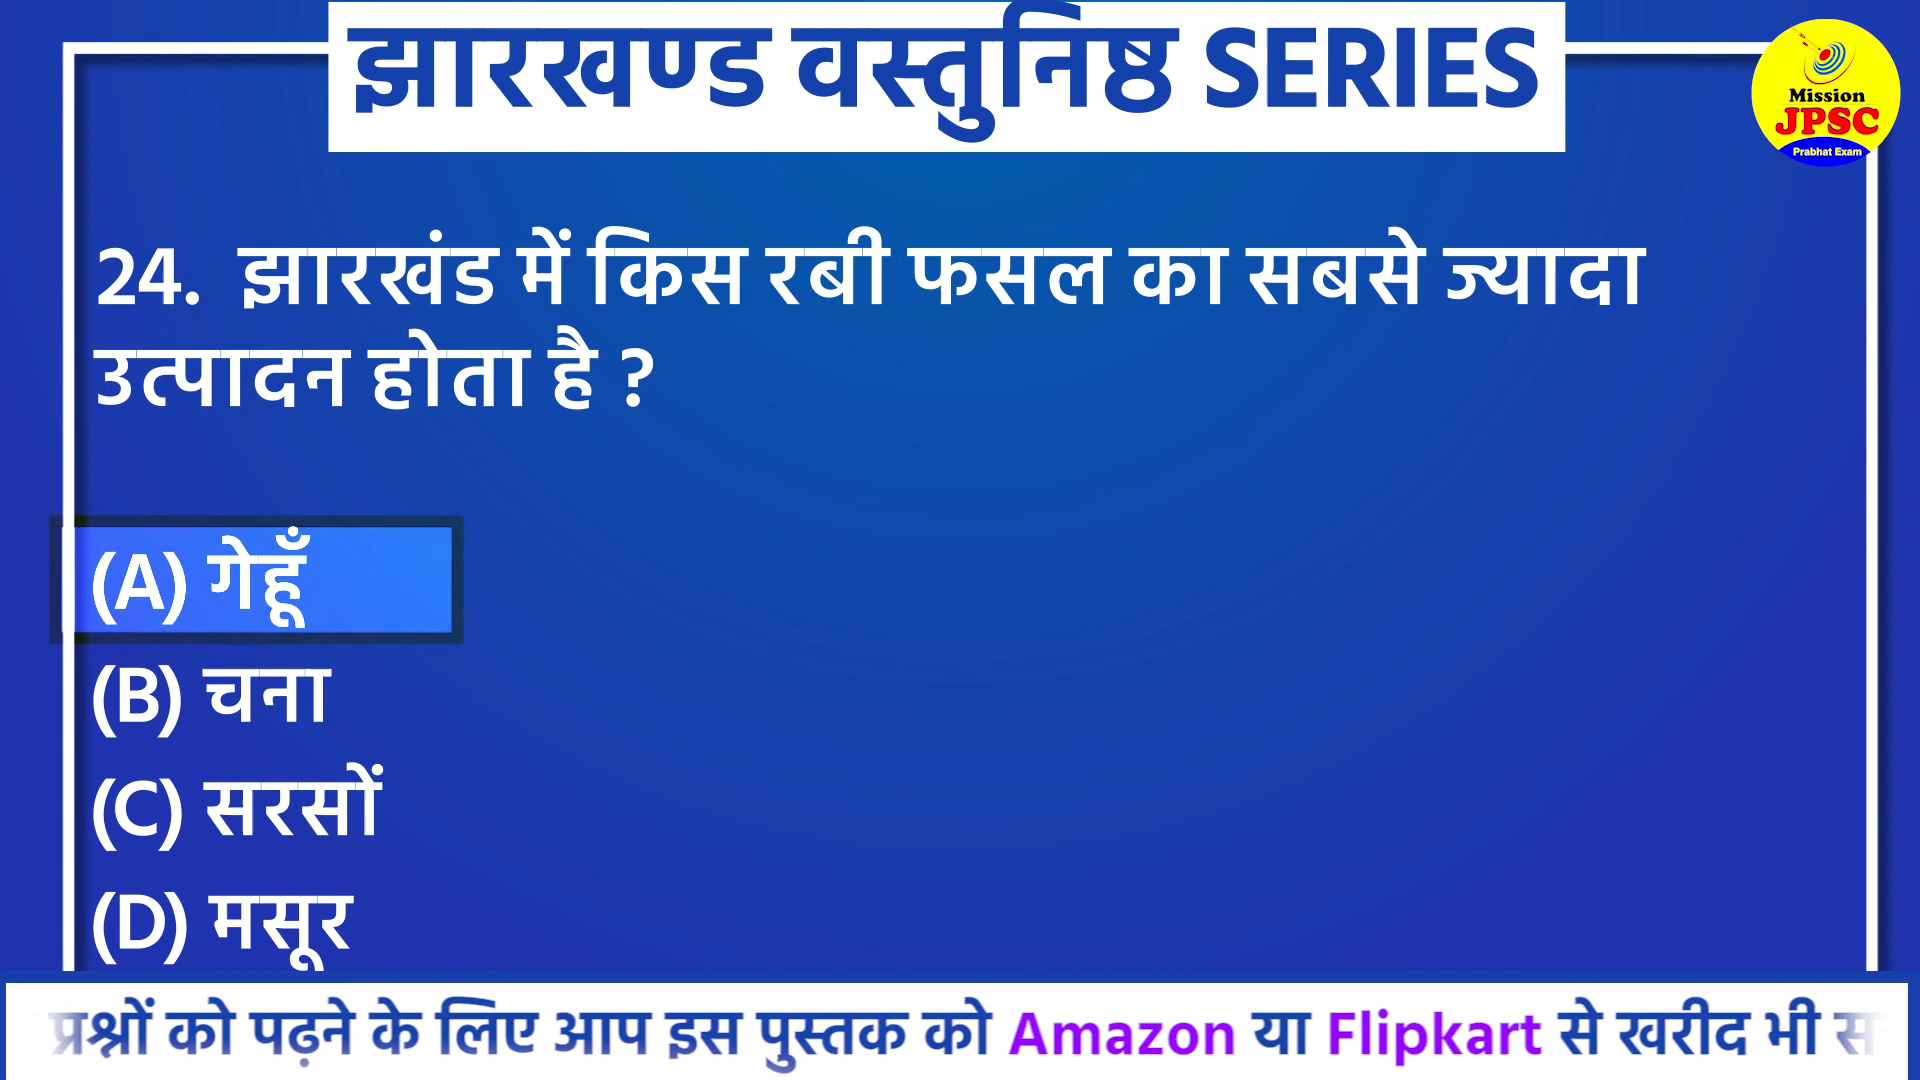 झारखण्ड वस्तुनिष्ठ SERIES
Mission
JPSC
Prabhat Exam
24. झारखंड में किस रबी फसल का सबसे ज्यादा
उत्पादन होता है ?
(A) गेहूँ
(B) चना
(C) सरसों
(D) मसूर
प्रश्नों को पढ़ने के लिए आप इस पुस्तक को Amazon या Flipkart से खरीद भी